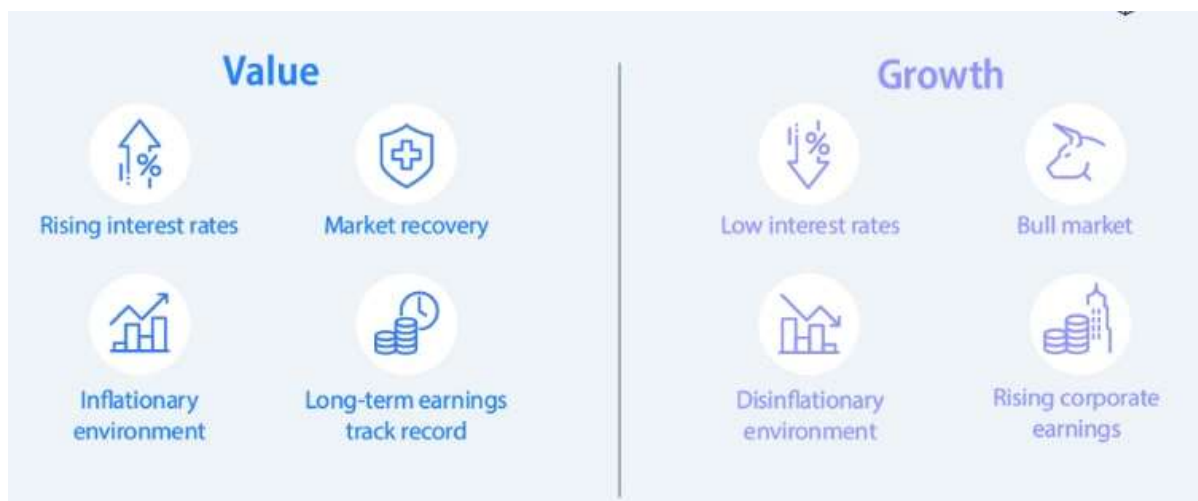 Value
%
Rising interest rates
Market recovery
Inflationary
environment
Long-term earnings
track record
Growth
%
Low interest rates
Bull market
Disinflationary
environment
Rising corporate
earnings